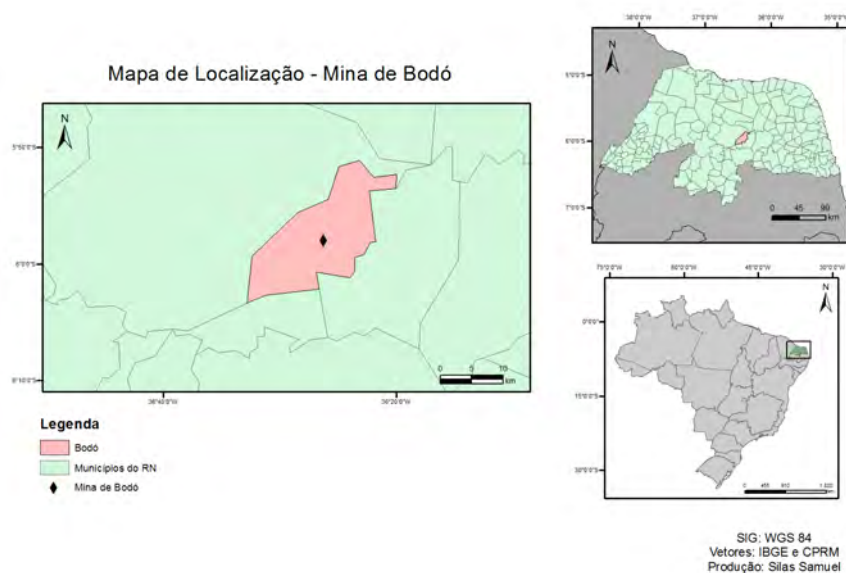 Mapa de Localização - Mina de Bodó
N
5°50'0"S
6°0'0"S
6°10'0"S
36°40'0"W
36°20'0"W
0 5 10
km
Legenda
Bodó
Municípios do RN
Mina de Bodó
38°0'0"W 37°0'0"W 36°0'0"W 35°0'0"W
N
5°0'0"S
6°0'0"S
7°0'0"S
0 45 90
km
75°0'0"W 60°0'0"W 45°0'0"W 30°0'0"W
N
0°0'0"
15°0'0"S
30°0'0"S
0 455 910
km
SIG: WGS 84
Vetores: IBGE e CPRM
Produção: Silas Samuel